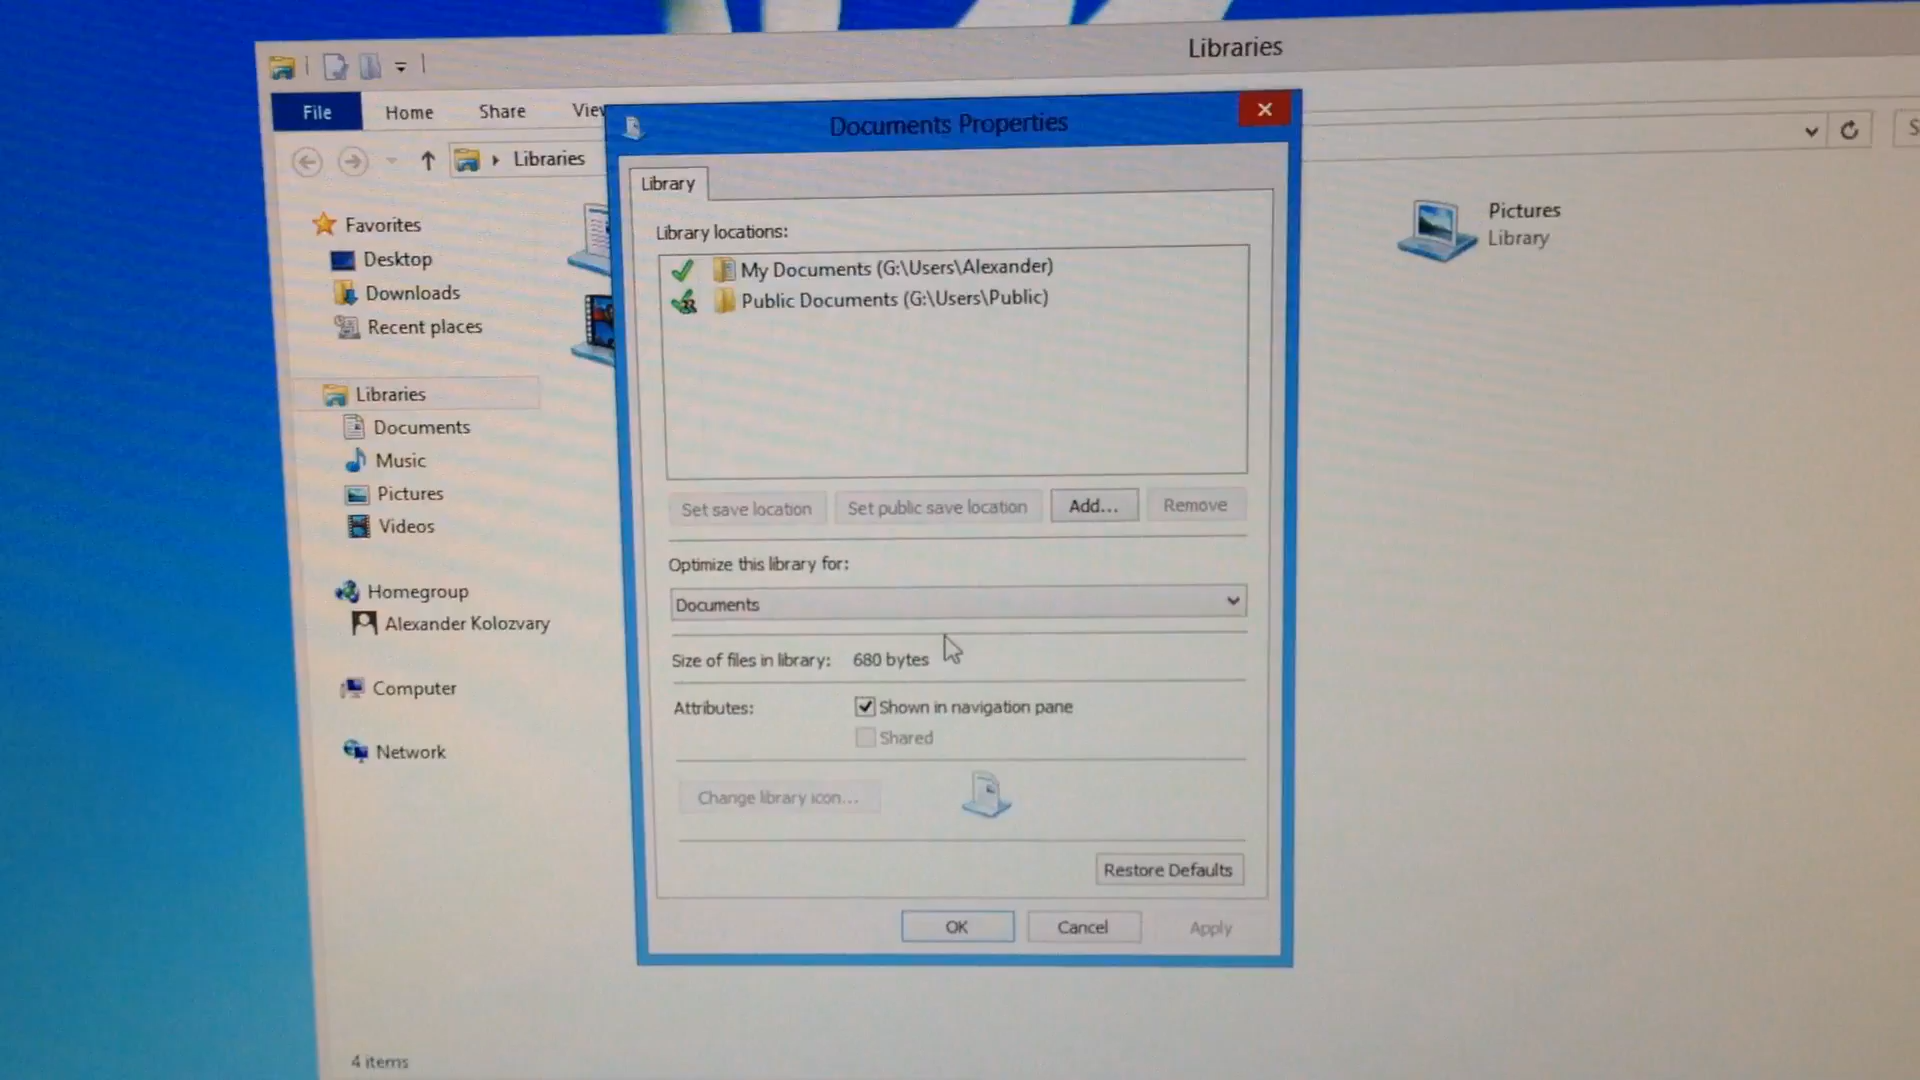 Libraries
File Home Share View
Libraries
Favorites
Desktop
Downloads
Recent places
Libraries
Documents
Music
Pictures
Videos
Homegroup
Alexander Kolozvary
Computer
Network
4 items
Pictures
Library
Documents Properties
Library
Library locations:
My Documents (G:\Users\Alexander)
Public Documents (G:\Users\Public)
Set save location Set public save location Add... Remove
Optimize this library for:
Documents
Size of files in library: 680 bytes
Attributes: Shown in navigation pane
Shared
Change library icon...
Restore Defaults
OK Cancel Apply